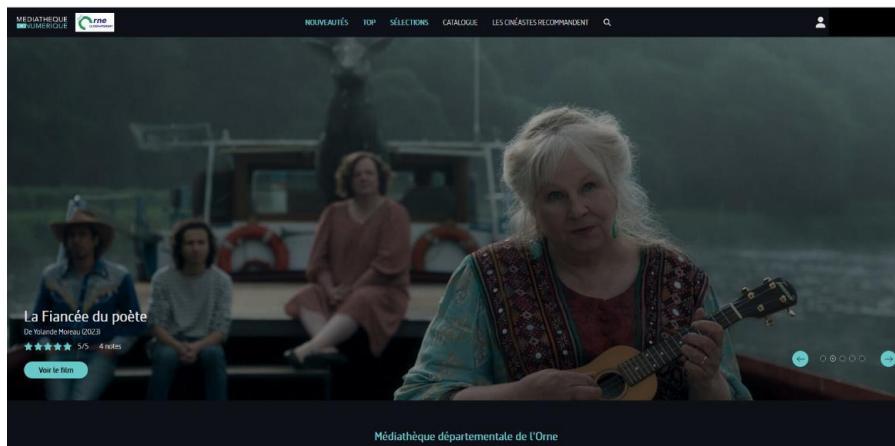 MEDIATHEQUE
NUMERIQUE
Orne
NOUVEAUTÉS TOP SÉLECTIONS CATALOGUE LES CINÉASTES RECOMMANDENT
La Fiancée du poète
De Yolande Moreau (2023)
5/5 4 notes
Voir le film
Médiathèque départementale de l'Orne